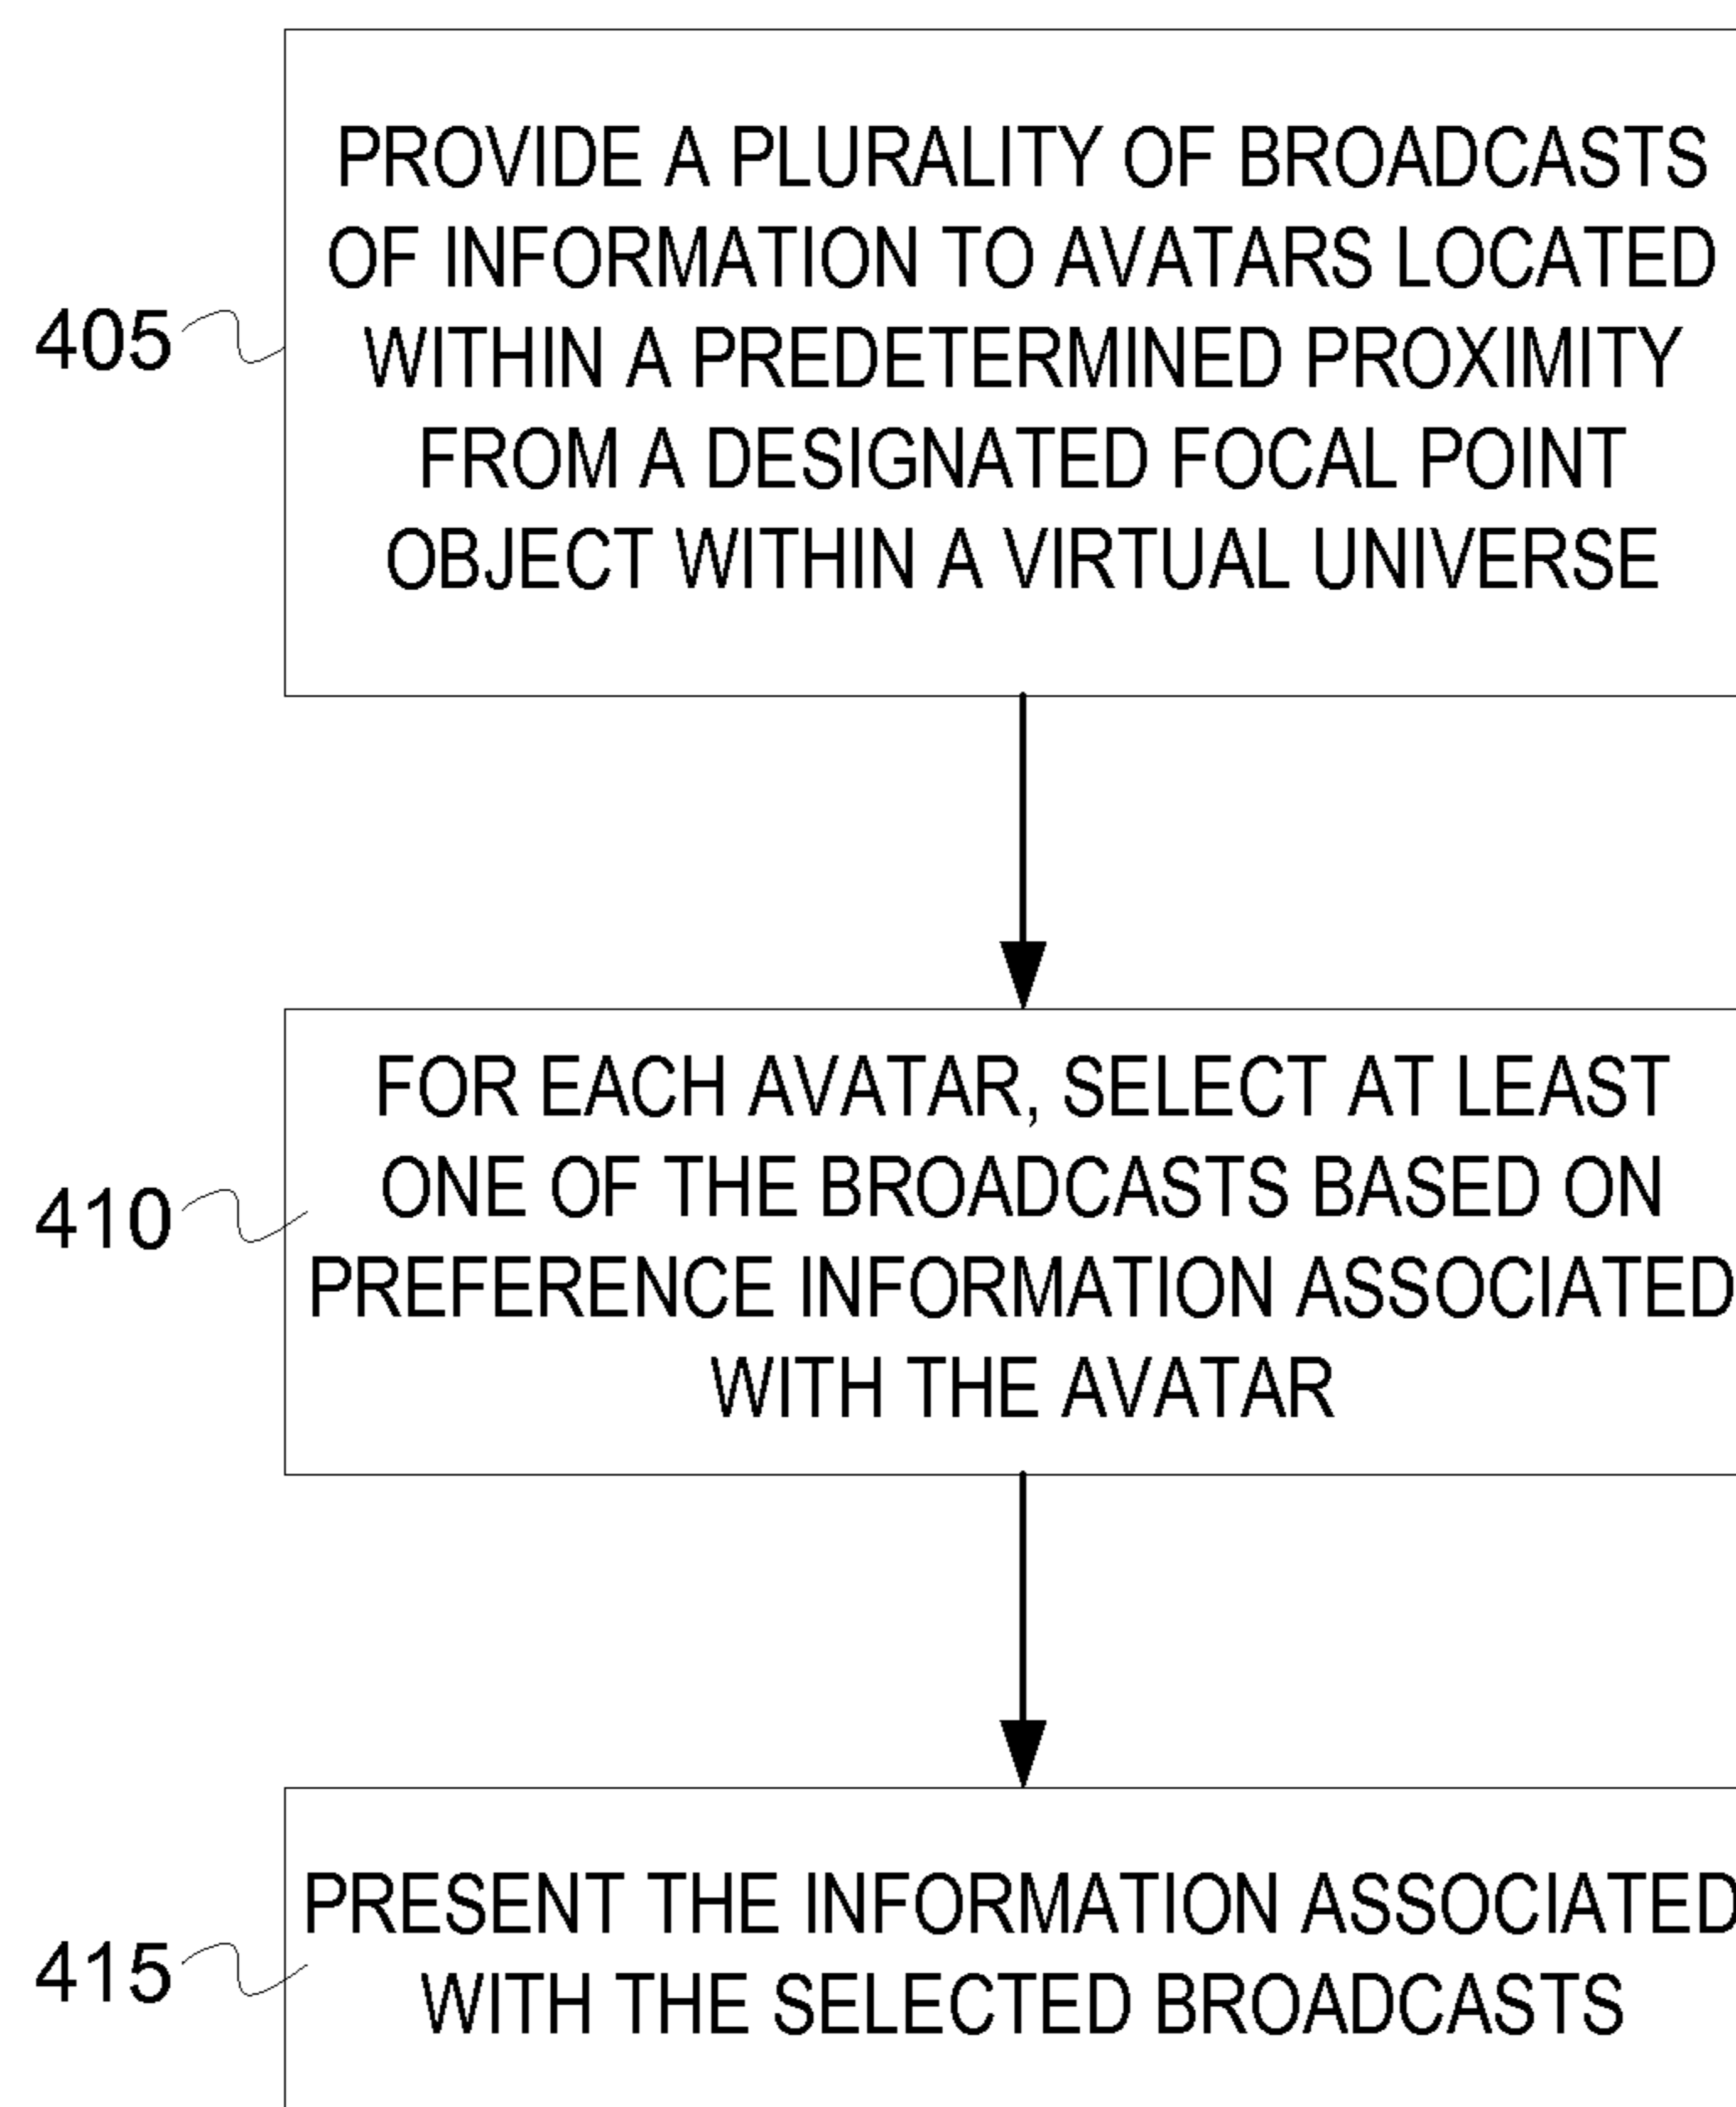 PROVIDE A PLURALITY OF BROADCASTS
OF INFORMATION TO AVATARS LOCATED
WITHIN A PREDETERMINED PROXIMITY
FROM A DESIGNATED FOCAL POINT
OBJECT WITHIN A VIRTUAL UNIVERSE
405
FOR EACH AVATAR, SELECT AT LEAST
ONE OF THE BROADCASTS BASED ON
PREFERENCE INFORMATION ASSOCIATED
WITH THE AVATAR
410
PRESENT THE INFORMATION ASSOCIATED
WITH THE SELECTED BROADCASTS
415